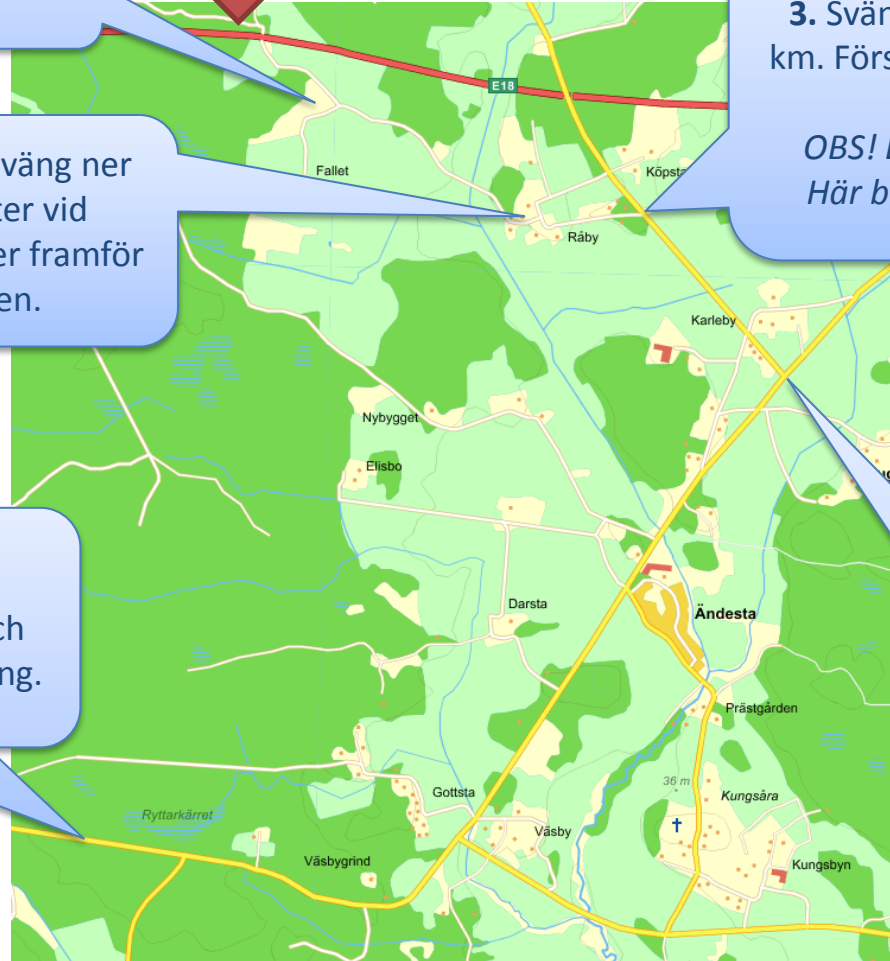 3. Svän
km. Förs
OBS!
Här b
E18
väng ner
ter vid
er framför
en.
Fallet
Köpsta
Råby
Karleby
Nybygget
Elisbo
ch
ng.
Darsta
Ändesta
Prästgården
36 m
Kungsåra
Gottsta
Ryttarkärret
Väsby
Väsbygrind
Kungsbyn